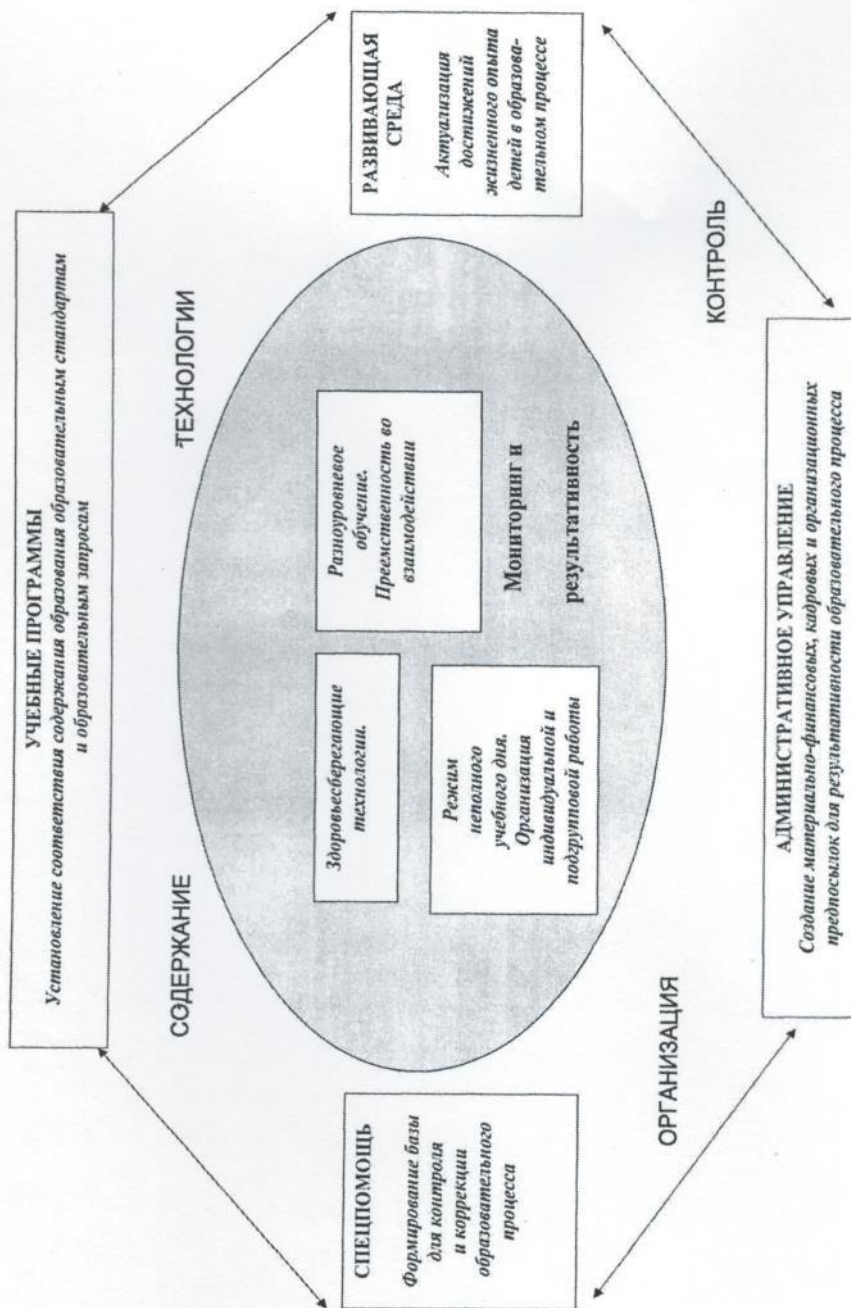 УЧЕБНЫЕ ПРОГРАММЫ
Установление соответствия содержания образования образовательным стандартам
и образовательным запросам
СОДЕРЖАНИЕ
ТЕХНОЛОГИИ
СПЕЦПОМОЩЬ
Формирование базы
для контроля
и коррекции
образовательного
процесса
Здоровьесберегающие
технологии.
Разноуровневое
обучение.
Преемственность во
взаимодействии
Режим
неполного
учебного дня.
Организация
индивидуальной и
подгрупповой работы
Мониторинг и
результативность
РАЗВИВАЮЩАЯ
СРЕДА
Актуализация
достижений
жизненного опыта
детей в образова-
тельном процессе
ОРГАНИЗАЦИЯ
КОНТРОЛЬ
АДМИНИСТРАТИВНОЕ УПРАВЛЕНИЕ
Создание материально-финансовых, кадровых и организационных
предпосылок для результативности образовательного процесса